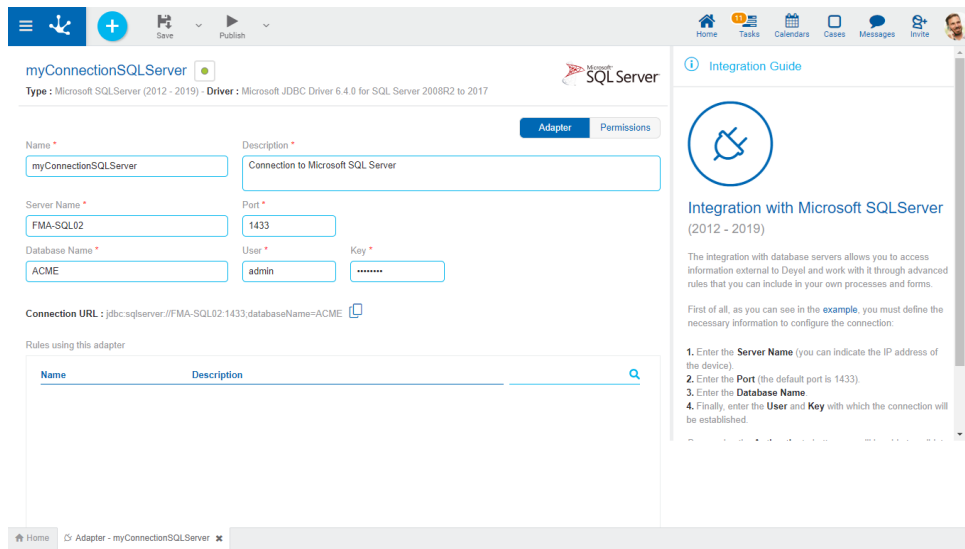 Save
Publish
Home
11
Tasks
Calendars
Cases
Messages
Invite
myConnectionSQLServer
Type : Microsoft SQLServer (2012 - 2019) - Driver : Microsoft JDBC Driver 6.4.0 for SQL Server 2008R2 to 2017
Microsoft
SQL Server
Adapter
Permissions
Name *
Description *
myConnectionSQLServer
Connection to Microsoft SQL Server
Server Name *
Port *
FMA-SQL02
1433
Database Name *
User *
Key *
ACME
admin
••••••••
Connection URL : jdbc:sqlserver://FMA-SQL02:1433;databaseName=ACME
Rules using this adapter
Name
Description
Integration Guide
Integration with Microsoft SQLServer
(2012 - 2019)
The integration with database servers allows you to access
information external to Deyel and work with it through advanced
rules that you can include in your own processes and forms.
First of all, as you can see in the example, you must define the
necessary information to configure the connection:
1. Enter the Server Name (you can indicate the IP address of
the device).
2. Enter the Port (the default port is 1433).
3. Enter the Database Name.
4. Finally, enter the User and Key with which the connection will
be established.
Home
Adapter - myConnectionSQLServer